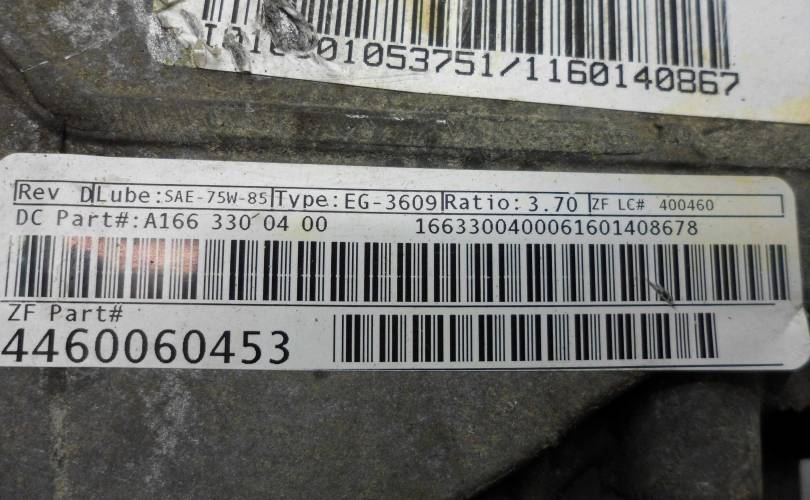 01053751/1160140867
Rev D Lube:SAE-75W-85 Type:EG-3609 Ratio: 3.70 ZF LC# 400460
DC Part#:A166 330 04 00 1663300400061601408678
ZF Part#
4460060453